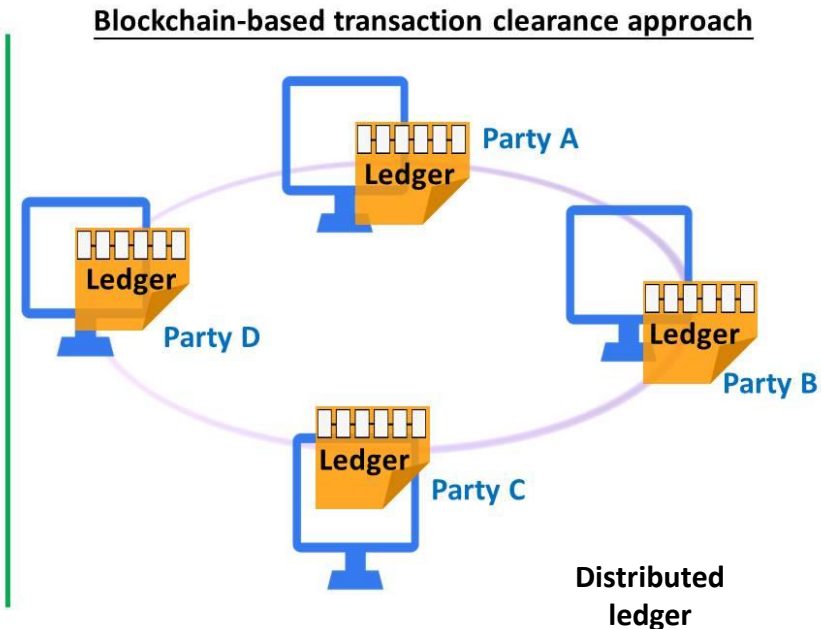 Blockchain-based transaction clearance approach
Ledger
Party A
Ledger
Party D
Ledger
Party B
Ledger
Party C
Distributed
ledger